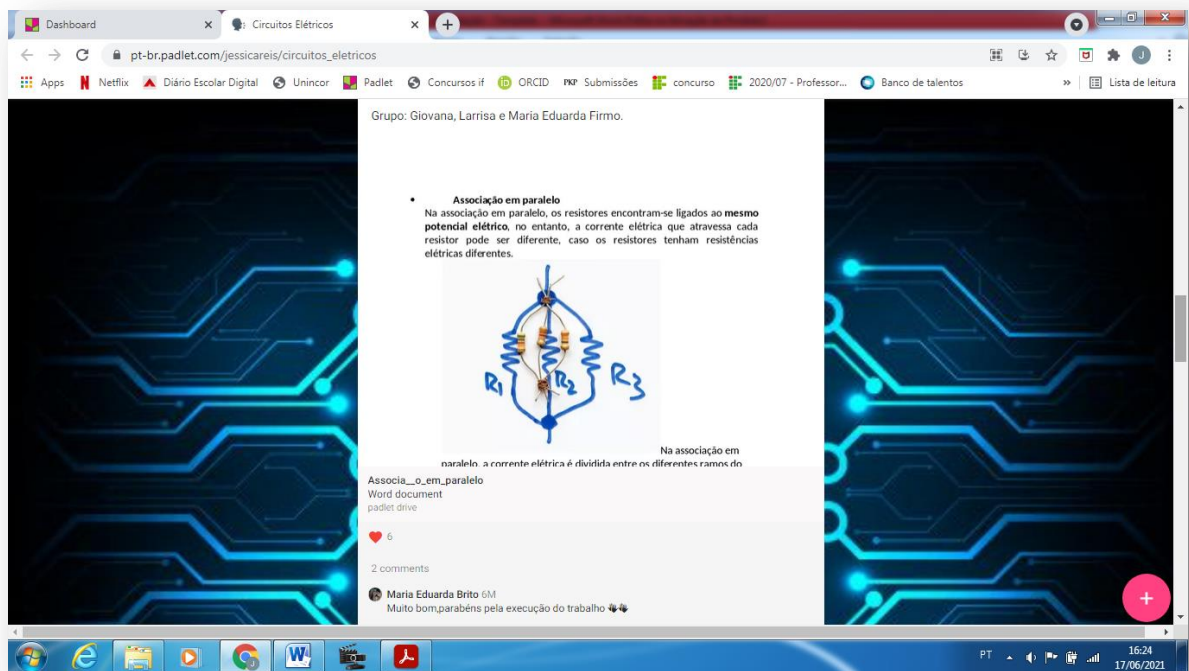 Dashboard
Circuitos Elétricos
pt-br.padlet.com/jessicareis/circuitos_eletricos
J
Apps Netflix Diário Escolar Digital Unincor Padlet Concursos if ORCID PKP Submissões concurso 2020/07 - Professor... Banco de talentos » Lista de leitura
Grupo: Giovana, Larrisa e Maria Eduarda Firmo.
• Associação em paralelo
Na associação em paralelo, os resistores encontram-se ligados ao mesmo
potencial elétrico, no entanto, a corrente elétrica que atravessa cada
resistor pode ser diferente, caso os resistores tenham resistências
elétricas diferentes.
R1 R2 R3
Na associação em
paralelo, a corrente elétrica é dividida entre os diferentes ramos do
Associa__o_em_paralelo
Word document
padlet drive
6
2 comments
Maria Eduarda Brito 6M
Muito bom,parabéns pela execução do trabalho
PT 16:24
17/06/2021